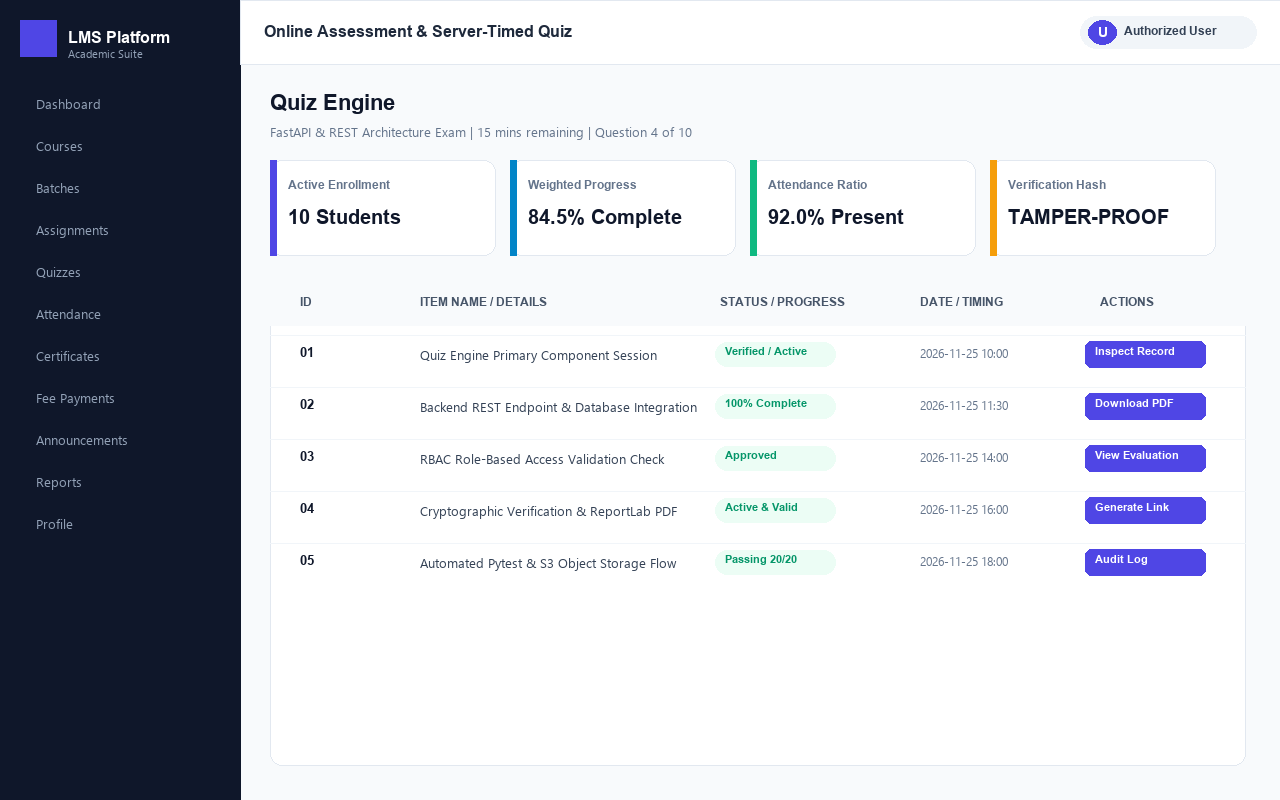 LMS Platform
Academic Suite
Dashboard
Courses
Batches
Assignments
Quizzes
Attendance
Certificates
Fee Payments
Announcements
Reports
Profile
Online Assessment & Server-Timed Quiz
U Authorized User
Quiz Engine
FastAPI & REST Architecture Exam | 15 mins remaining | Question 4 of 10
Active Enrollment
10 Students
Weighted Progress
84.5% Complete
Attendance Ratio
92.0% Present
Verification Hash
TAMPER-PROOF
ID ITEM NAME / DETAILS STATUS / PROGRESS DATE / TIMING ACTIONS
01 Quiz Engine Primary Component Session Verified / Active 2026-11-25 10:00 Inspect Record
02 Backend REST Endpoint & Database Integration 100% Complete 2026-11-25 11:30 Download PDF
03 RBAC Role-Based Access Validation Check Approved 2026-11-25 14:00 View Evaluation
04 Cryptographic Verification & ReportLab PDF Active & Valid 2026-11-25 16:00 Generate Link
05 Automated Pytest & S3 Object Storage Flow Passing 20/20 2026-11-25 18:00 Audit Log